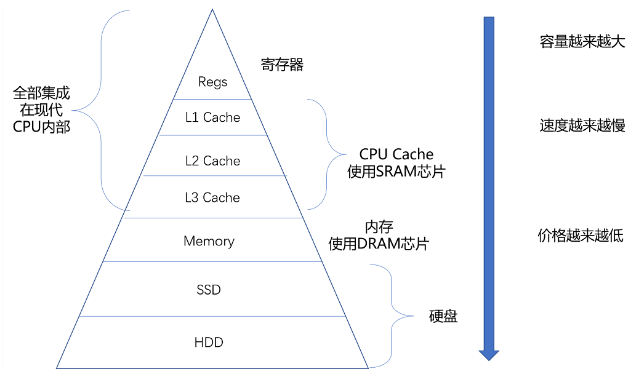 容量越来越大
寄存器
Regs
全部集成
在现代
CPU内部
L1 Cache
速度越来越慢
CPU Cache
使用SRAM芯片
L2 Cache
L3 Cache
内存
使用DRAM芯片
Memory
价格越来越低
SSD
硬盘
HDD